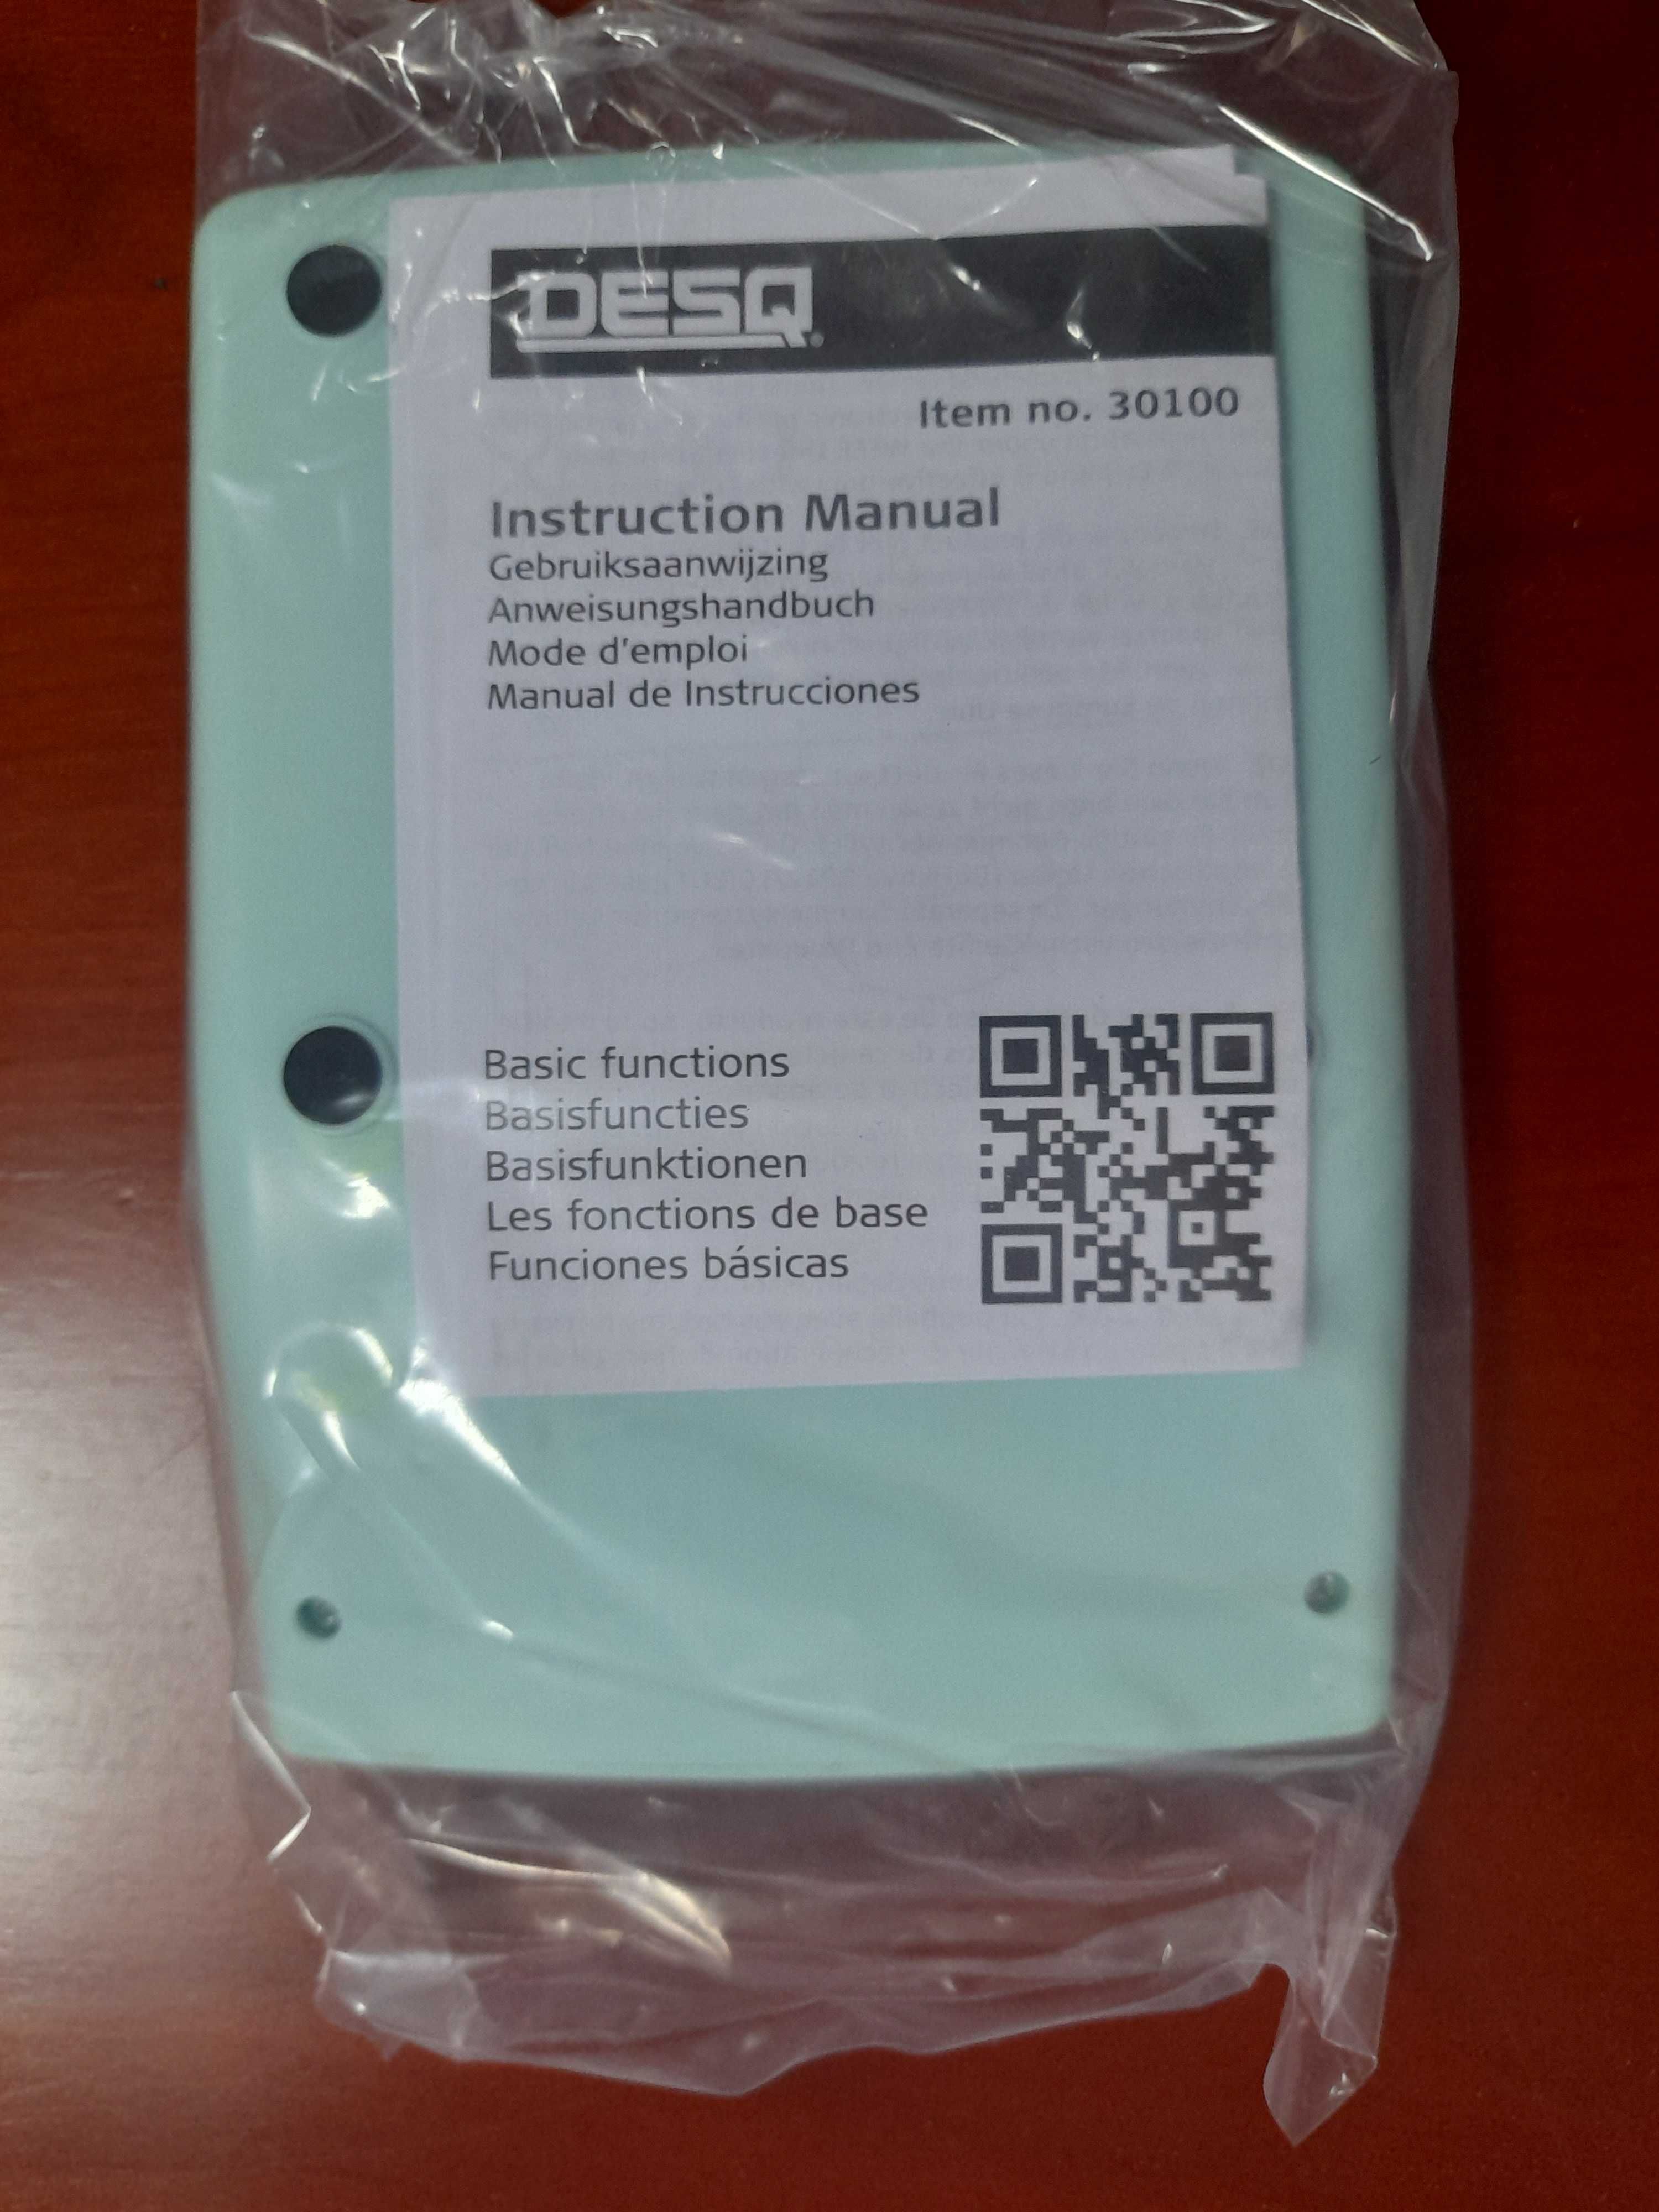 DESQ®
Item no. 30100
Instruction Manual
Gebruiksaanwijzing
Anweisungshandbuch
Mode d'emploi
Manual de Instrucciones
Basic functions
Basisfuncties
Basisfunktionen
Les fonctions de base
Funciones básicas